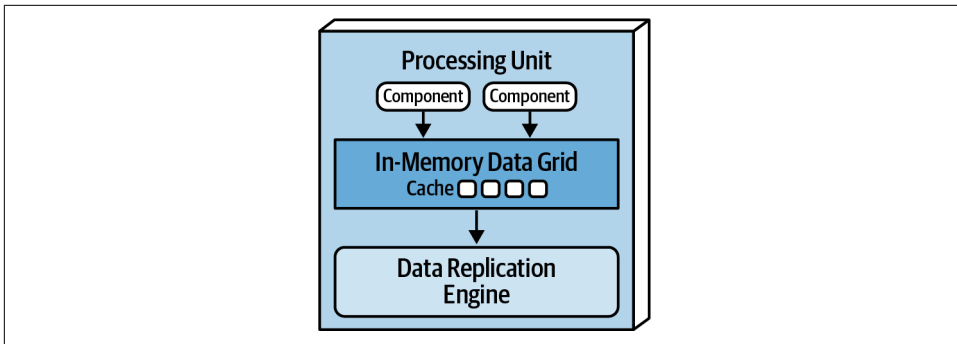 Processing Unit
Component Component
In-Memory Data Grid
Cache
Data Replication
Engine